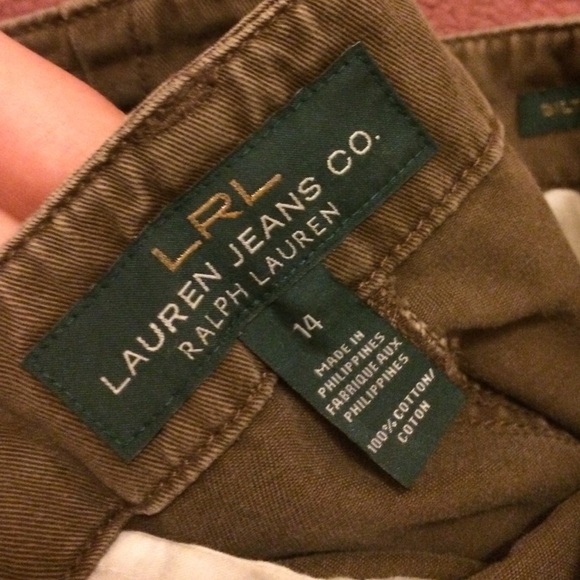 LRL
LAUREN JEANS CO.
RALPH LAUREN
14
MADE IN
PHILIPPINES
FABRIQUE AUX
PHILIPPINES
100% COTTON/
COTON